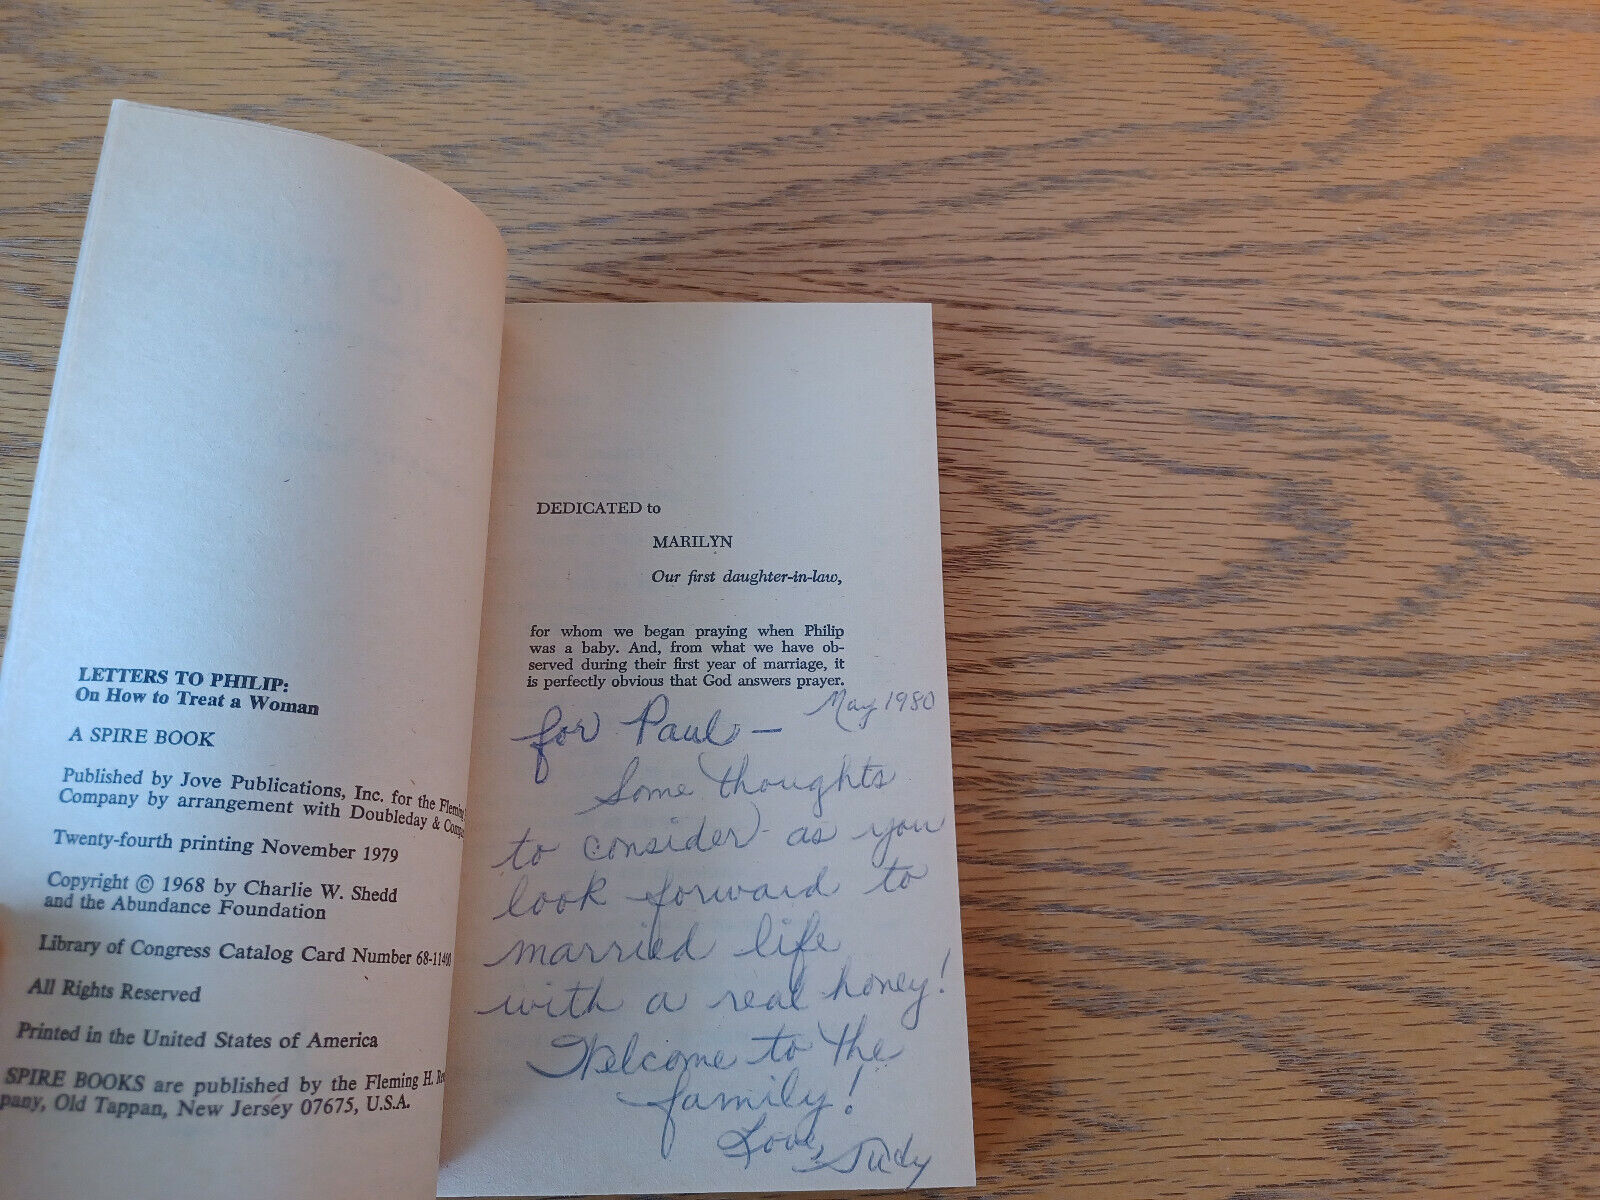 LETTERS TO PHILIP:
On How to Treat a Woman
A SPIRE BOOK
Published by Jove Publications, Inc. for the Fleming
Company by arrangement with Doubleday & Compa
Twenty-fourth printing November 1979
Copyright © 1968 by Charlie W. Shedd
and the Abundance Foundation
Library of Congress Catalog Card Number 68-11400
All Rights Reserved
Printed in the United States of America
SPIRE BOOKS are published by the Fleming H. Rev
pany, Old Tappan, New Jersey 07675, U.S.A.
DEDICATED to
MARILYN
Our first daughter-in-law,
for whom we began praying when Philip
was a baby. And, from what we have ob-
served during their first year of marriage, it
is perfectly obvious that God answers prayer.
May 1980
for Paul —
Some thoughts
to consider as you
look forward to
married life
with a real honey!
Welcome to the
family!
Love,
Judy